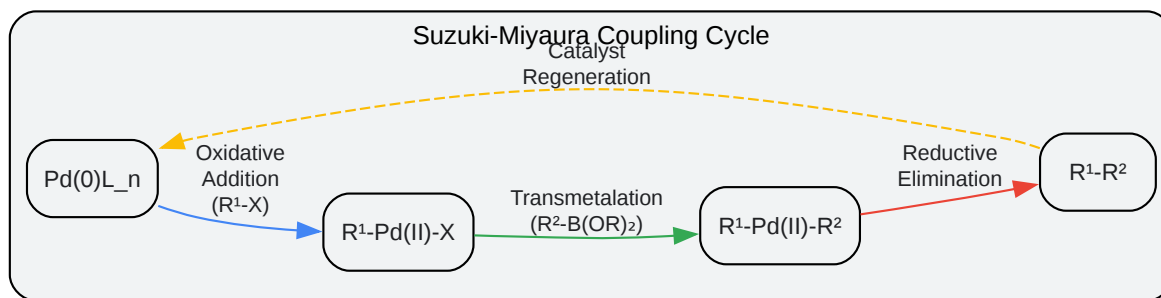 Suzuki-Miyaura Coupling Cycle
Catalyst
Regeneration
Pd(0)L_n
Oxidative
Addition
(R¹-X)
R¹-Pd(II)-X
Transmetalation
(R²-B(OR)₂)
R¹-Pd(II)-R²
Reductive
Elimination
R¹-R²